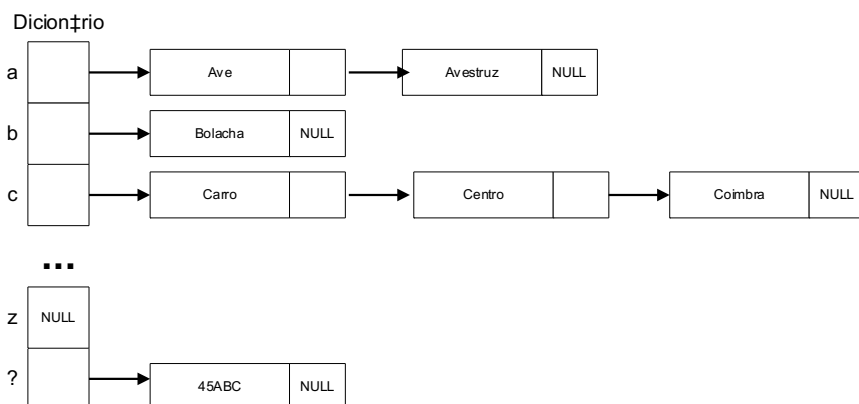 Dicion‡rio
a Ave Avestruz NULL
b Bolacha NULL
c Carro Centro Coimbra NULL
...
z NULL
? 45ABC NULL